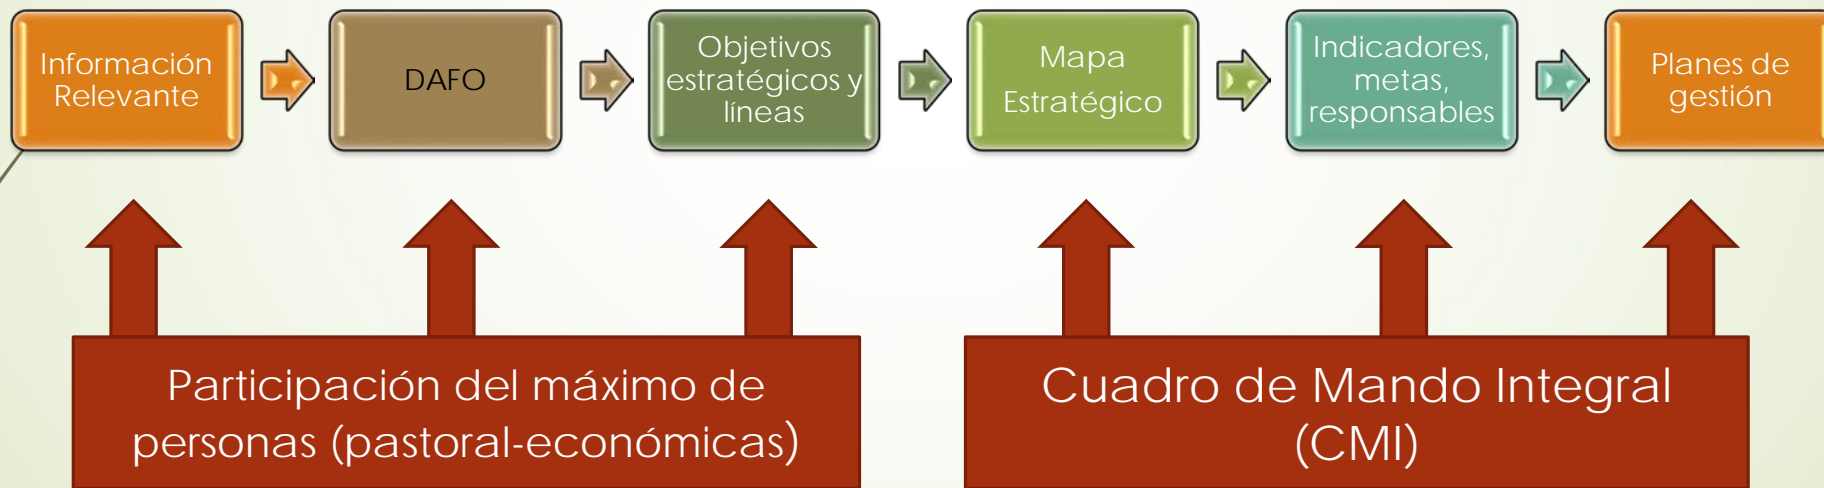 Información
Relevante
DAFO
Objetivos
estratégicos y
líneas
Mapa
Estratégico
Indicadores,
metas,
responsables
Planes de
gestión
Participación del máximo de
personas (pastoral-económicas)
Cuadro de Mando Integral
(CMI)